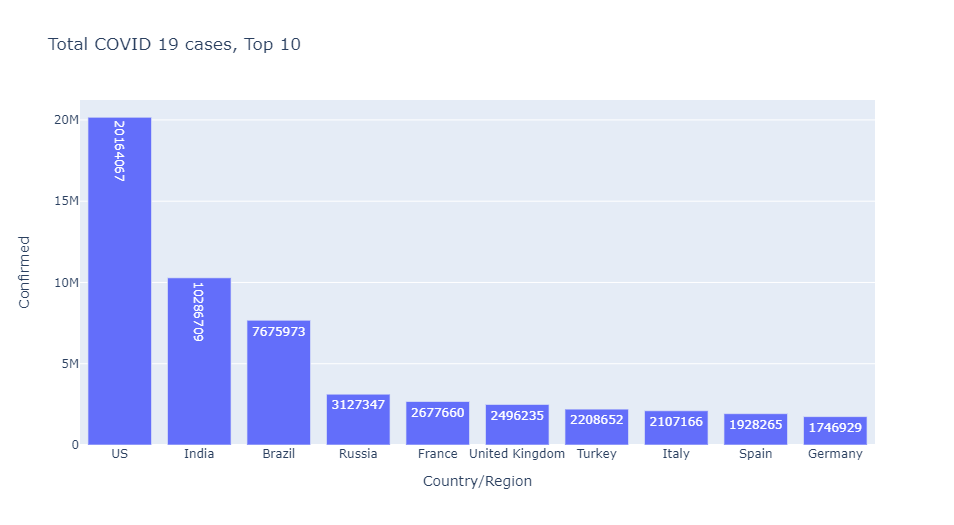 Total COVID 19 cases, Top 10
Confirmed
20M
15M
10M
5M
0
20164067
10286709
7675973
3127347
2677660
2496235
2208652
2107166
1928265
1746929
US India Brazil Russia France United Kingdom Turkey Italy Spain Germany
Country/Region